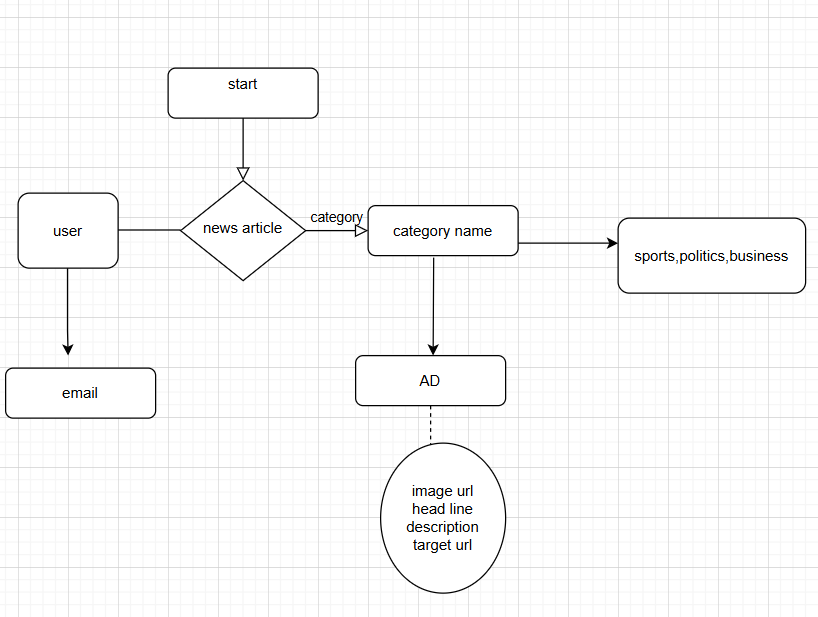 start
user
news article
category
category name
sports,politics,business
email
AD
image url
head line
description
target url